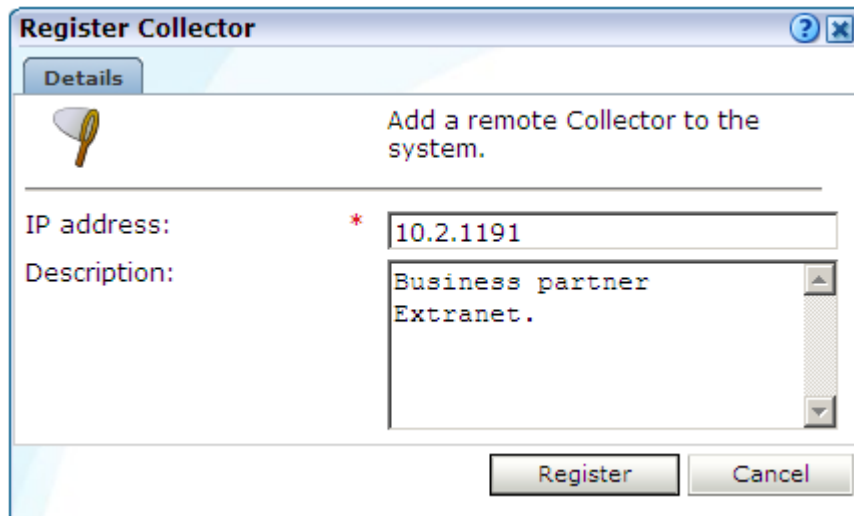 Register Collector
?
Details
Add a remote Collector to the
system.
IP address: * 10.2.1191
Description: Business partner
Extranet.
Register Cancel